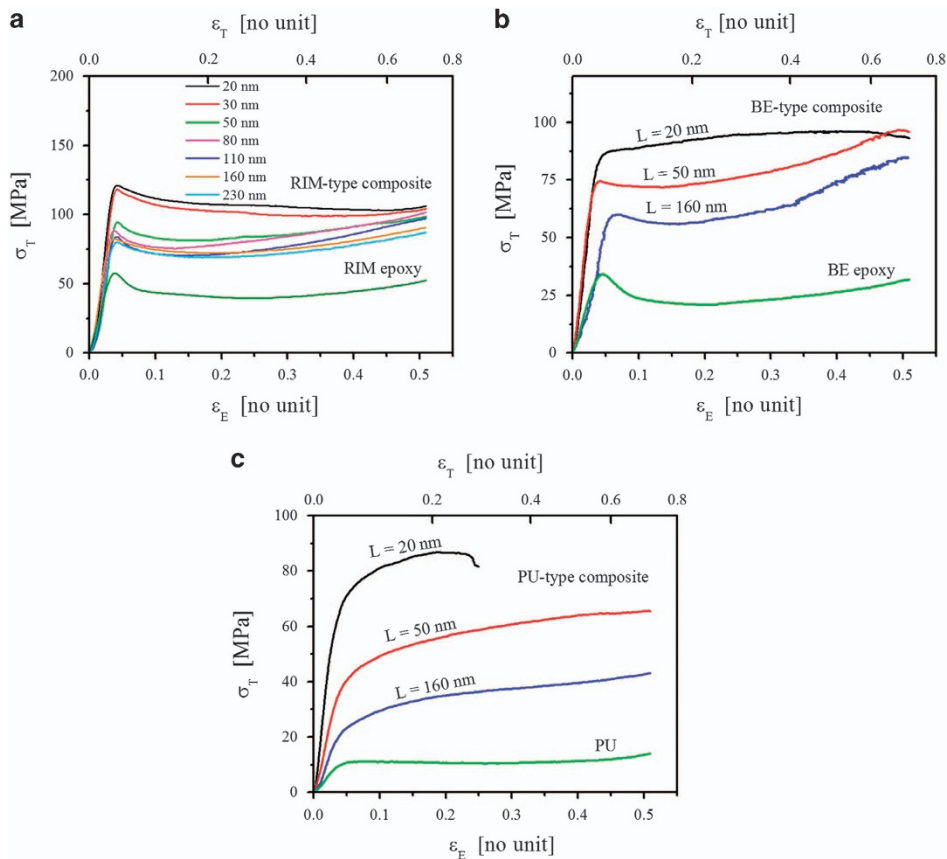 a
ε_T [no unit]
0.0 0.2 0.4 0.6 0.8
200
150
100
50
0
σ_T [MPa]
20 nm
30 nm
50 nm
80 nm
110 nm
160 nm
230 nm
RIM-type composite
RIM epoxy
0.0 0.1 0.2 0.3 0.4 0.5
ε_E [no unit]
b
ε_T [no unit]
0.0 0.2 0.4 0.6 0.8
100
75
50
25
0
σ_T [MPa]
BE-type composite
L = 20 nm
L = 50 nm
L = 160 nm
BE epoxy
0.0 0.1 0.2 0.3 0.4 0.5
ε_E [no unit]
c
ε_T [no unit]
0.0 0.2 0.4 0.6 0.8
100
80
60
40
20
0
σ_T [MPa]
L = 20 nm
PU-type composite
L = 50 nm
L = 160 nm
PU
0.0 0.1 0.2 0.3 0.4 0.5
ε_E [no unit]